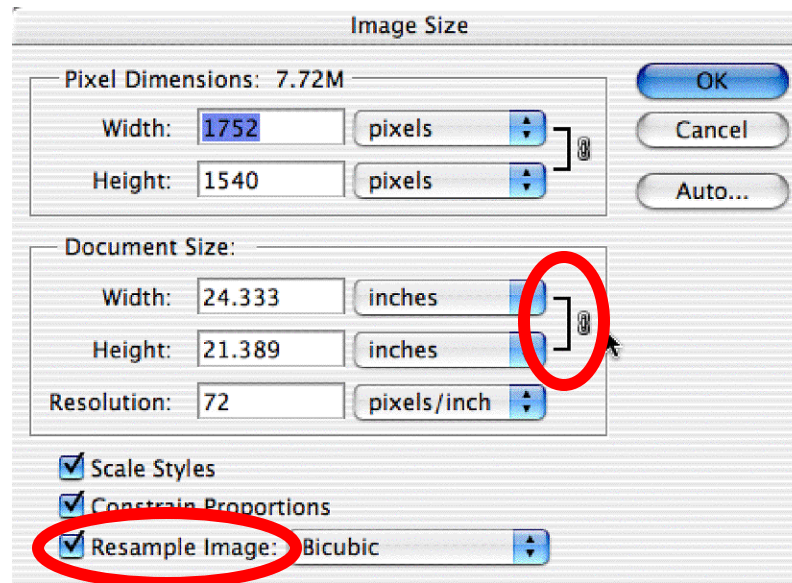 Image Size
Pixel Dimensions: 7.72M
OK
Width: 1752 pixels
Cancel
Height: 1540 pixels
Auto...
Document Size:
Width: 24.333 inches
Height: 21.389 inches
Resolution: 72 pixels/inch
Scale Styles
Constrain Proportions
Resample Image: Bicubic